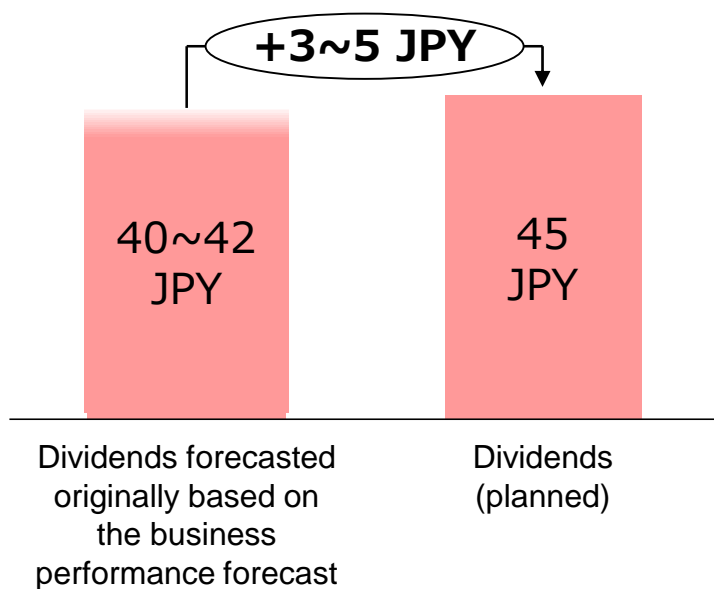 +3~5 JPY
40~42
JPY
45
JPY
Dividends forecasted
originally based on
the business
performance forecast
Dividends
(planned)